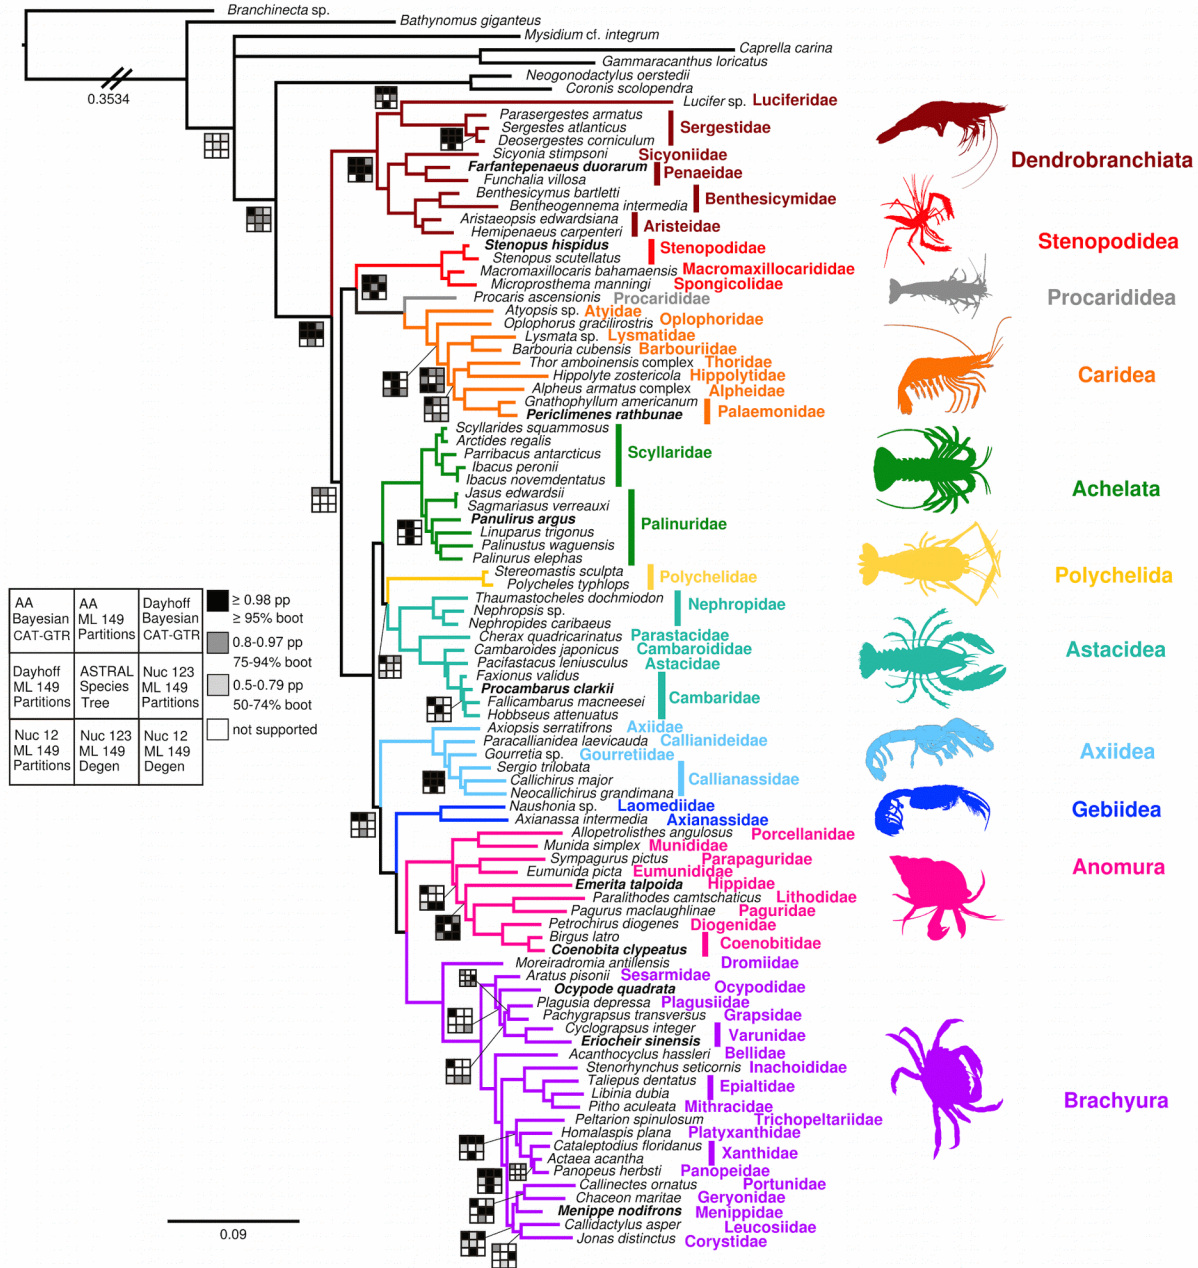 Branchinecta sp.
Bathynomus giganteus
Mysidium cf. integrum
Caprella carina
Gammaracanthus loricatus
Neogonodactylus oerstedii
Coronis scolopendra
0.3534
Lucifer sp. Luciferidae
Parasergestes armatus
Sergestes atlanticus
Deosergestes corniculum
Sergestidae
Sicyonia stimpsoni Sicyoniidae
Farfantepenaeus duorarum
Funchalia villosa
Penaeidae
Benthesicymus bartletti
Bentheogennema intermedia
Benthesicymidae
Aristaeopsis edwardsiana
Hemipenaeus carpenteri
Aristeidae
Dendrobranchiata
Stenopus hispidus
Stenopus scutellatus
Stenopodidae
Macromaxillocaris bahamaensis Macromaxillocarididae
Microprosthema manningi Spongicolidae
Stenopodidea
Procaris ascensionis Procarididae
Procarididea
Atyopsis sp. Atyidae
Oplophorus gracilirostris Oplophoridae
Lysmata sp. Lysmatidae
Barbouria cubensis Barbouriidae
Thor amboinensis complex Thoridae
Hippolyte zostericola Hippolytidae
Alpheus armatus complex Alpheidae
Gnathophyllum americanum
Periclimenes rathbunae
Palaemonidae
Caridea
Scyllarides squammosus
Arctides regalis
Parribacus antarcticus
Ibacus peronii
Ibacus novemdentatus
Scyllaridae
Jasus edwardsii
Sagmariasus verreauxi
Panulirus argus
Linuparus trigonus
Palinustus waguensis
Palinurus elephas
Palinuridae
Achelata
Stereomastis sculpta
Polycheles typhlops
Polychelidae
Polychelida
Thaumastocheles dochmiodon
Nephropsis sp.
Nephropides caribaeus
Nephropidae
Cherax quadricarinatus Parastacidae
Cambaroides japonicus Cambaroididae
Pacifastacus leniusculus Astacidae
Faxonius validus
Procambarus clarkii
Fallicambarus macneesei
Hobbseus attenuatus
Cambaridae
Astacidea
Axiopsis serratifrons Axiidae
Paracallianidea laevicauda Callianideidae
Gourretia sp. Gourretiidae
Sergio trilobata
Callichirus major
Neocallichirus grandimana
Callianassidae
Axiidea
Naushonia sp. Laomediidae
Axianassa intermedia Axianassidae
Gebiidea
Allopetrolisthes angulosus Porcellanidae
Munida simplex Munididae
Sympagurus pictus Parapaguridae
Eumunida picta Eumunididae
Emerita talpoida Hippidae
Paralithodes camtschaticus Lithodidae
Pagurus maclaughlinae Paguridae
Petrochirus diogenes Diogenidae
Birgus latro
Coenobita clypeatus
Coenobitidae
Anomura
Moreiradromia antillensis Dromiidae
Aratus pisonii Sesarmidae
Ocypode quadrata Ocypodidae
Plagusia depressa Plagusiidae
Pachygrapsus transversus Grapsidae
Cyclograpsus integer
Eriocheir sinensis
Varunidae
Acanthocyclus hassleri Bellidae
Stenorhynchus seticornis Inachoididae
Taliepus dentatus
Libinia dubia
Epialtidae
Pitho aculeata Mithracidae
Peltarion spinulosum Trichopeltariidae
Homalaspis plana Platyxanthidae
Cataleptodius floridanus
Actaea acantha
Xanthidae
Panopeus herbsti Panopeidae
Callinectes ornatus Portunidae
Chaceon maritae Geryonidae
Menippe nodifrons Menippidae
Callidactylus asper Leucosiidae
Jonas distinctus Corystidae
Brachyura
AA
Bayesian
CAT-GTR
AA
ML 149
Partitions
Dayhoff
Bayesian
CAT-GTR
Dayhoff
ML 149
Partitions
ASTRAL
Species
Tree
Nuc 123
ML 149
Partitions
Nuc 12
ML 149
Partitions
Nuc 123
ML 149
Degen
Nuc 12
ML 149
Degen
≥ 0.98 pp
≥ 95% boot
0.8-0.97 pp
75-94% boot
0.5-0.79 pp
50-74% boot
not supported
0.09